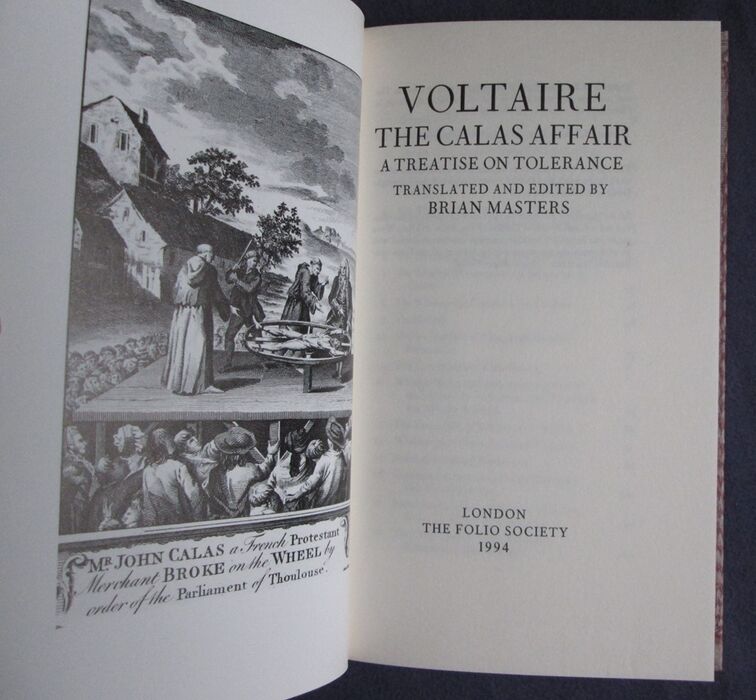 MR. JOHN CALAS a French Protestant
Merchant, BROKE on the WHEEL by
order of the Parliament of Thoulouse.
VOLTAIRE
THE CALAS AFFAIR
A TREATISE ON TOLERANCE
TRANSLATED AND EDITED BY
BRIAN MASTERS
LONDON
THE FOLIO SOCIETY
1994